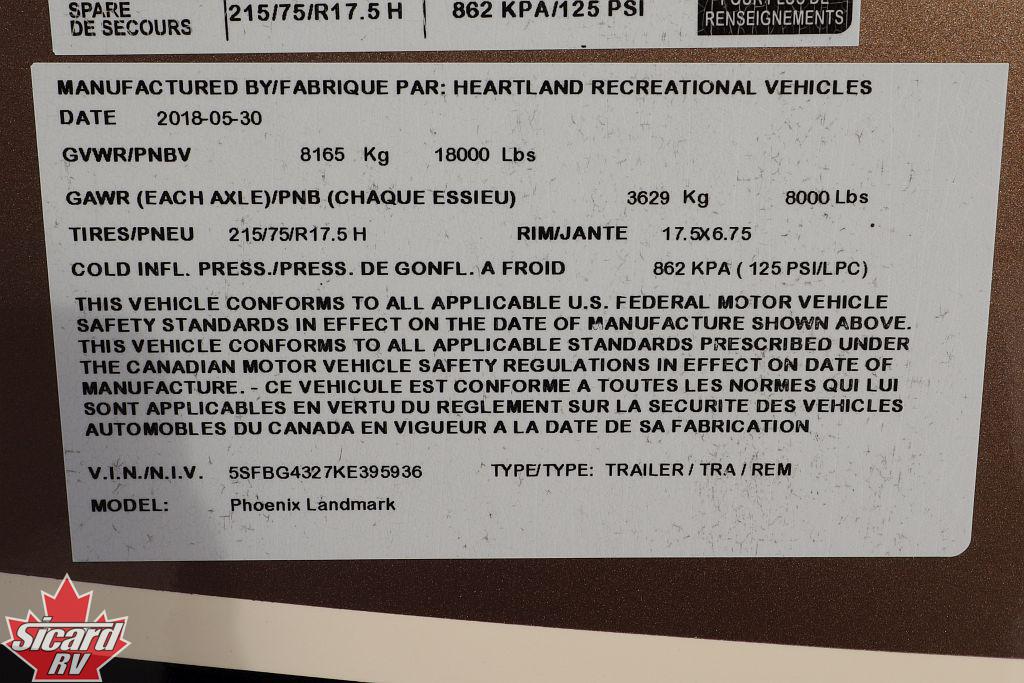 SPARE 215/75/R17.5 H 862 KPA/125 PSI POUR PLUS DE
DE SECOURS RENSEIGNEMENTS
MANUFACTURED BY/FABRIQUE PAR: HEARTLAND RECREATIONAL VEHICLES
DATE 2018-05-30
GVWR/PNBV 8165 Kg 18000 Lbs
GAWR (EACH AXLE)/PNB (CHAQUE ESSIEU) 3629 Kg 8000 Lbs
TIRES/PNEU 215/75/R17.5 H RIM/JANTE 17.5X6.75
COLD INFL. PRESS./PRESS. DE GONFL. A FROID 862 KPA ( 125 PSI/LPC)
THIS VEHICLE CONFORMS TO ALL APPLICABLE U.S. FEDERAL MOTOR VEHICLE
SAFETY STANDARDS IN EFFECT ON THE DATE OF MANUFACTURE SHOWN ABOVE.
THIS VEHICLE CONFORMS TO ALL APPLICABLE STANDARDS PRESCRIBED UNDER
THE CANADIAN MOTOR VEHICLE SAFETY REGULATIONS IN EFFECT ON DATE OF
MANUFACTURE. - CE VEHICULE EST CONFORME A TOUTES LES NORMES QUI LUI
SONT APPLICABLES EN VERTU DU REGLEMENT SUR LA SECURITE DES VEHICLES
AUTOMOBLES DU CANADA EN VIGUEUR A LA DATE DE SA FABRICATION
V.I.N./N.I.V. 5SFBG4327KE395936 TYPE/TYPE: TRAILER / TRA / REM
MODEL: Phoenix Landmark
Sicard
RV